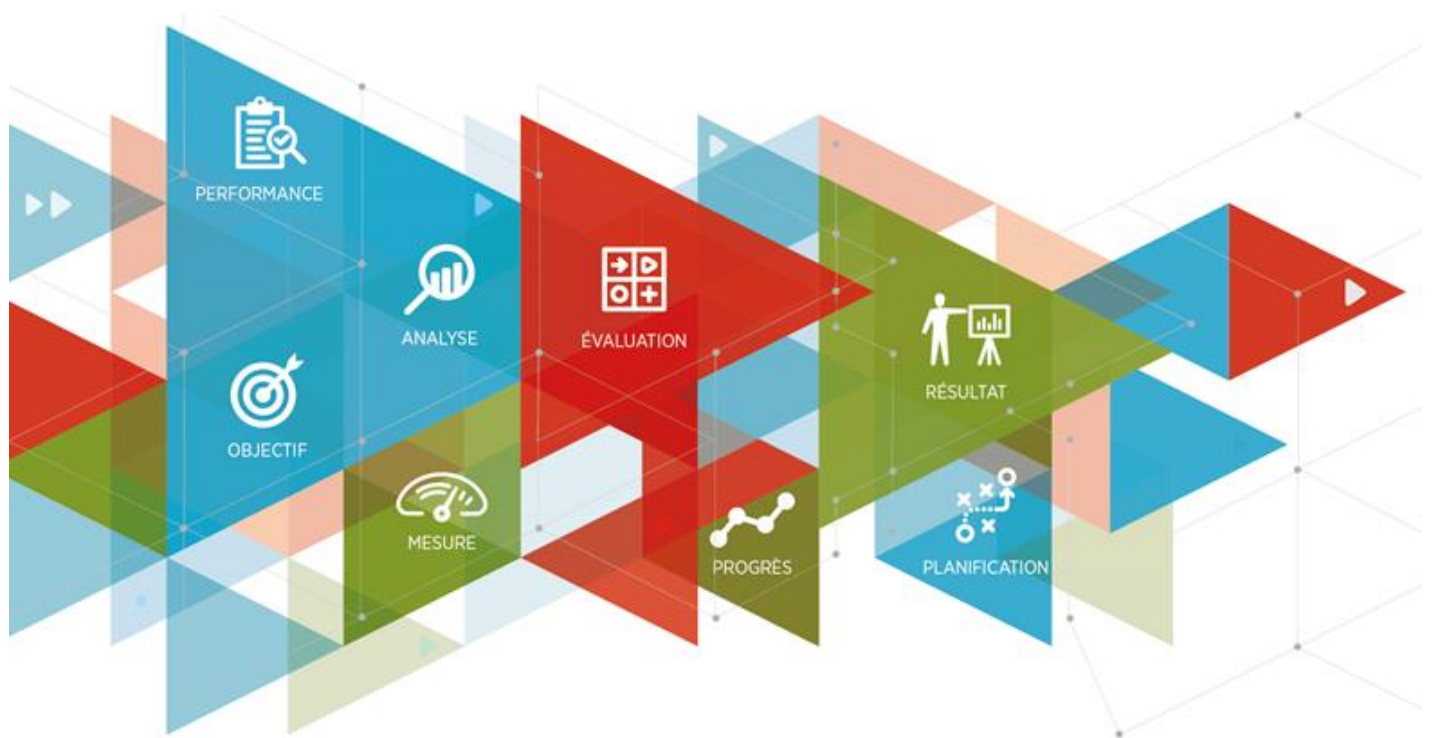 PERFORMANCE
ANALYSE
OBJECTIF
MESURE
ÉVALUATION
PROGRÈS
RÉSULTAT
PLANIFICATION